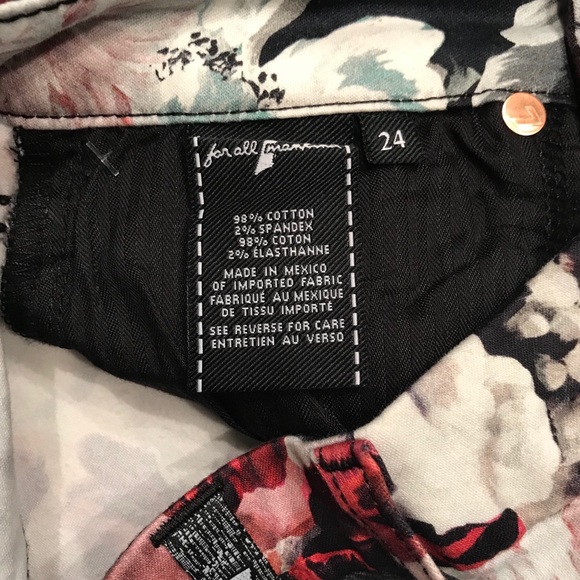 for all 7 mankind
24
98% COTTON
2% SPANDEX
98% COTON
2% ÉLASTHANNE
MADE IN MEXICO
OF IMPORTED FABRIC
FABRIQUÉ AU MEXIQUE
DE TISSU IMPORTÉ
SEE REVERSE FOR CARE
ENTRETIEN AU VERSO